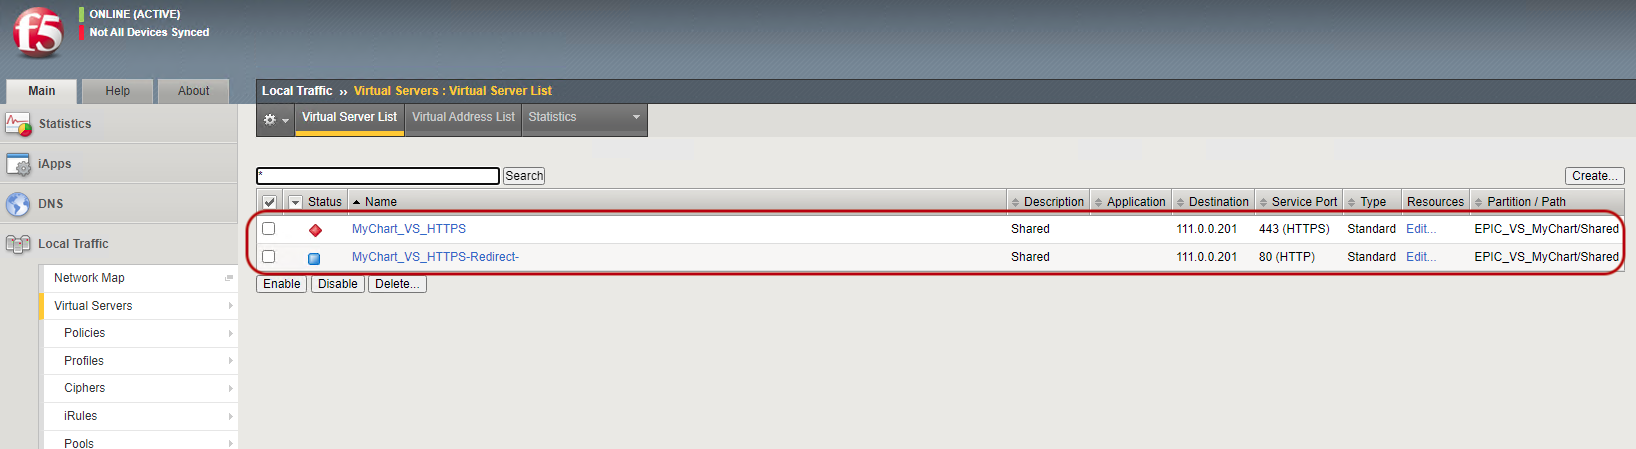 f5
ONLINE (ACTIVE)
Not All Devices Synced
Main Help About
Local Traffic ›› Virtual Servers : Virtual Server List
Virtual Server List Virtual Address List Statistics
Statistics
iApps
DNS
Local Traffic
Network Map
Virtual Servers
Policies
Profiles
Ciphers
iRules
Pools
* Search Create...
Status Name Description Application Destination Service Port Type Resources Partition / Path
MyChart_VS_HTTPS Shared 111.0.0.201 443 (HTTPS) Standard Edit... EPIC_VS_MyChart/Shared
MyChart_VS_HTTPS-Redirect- Shared 111.0.0.201 80 (HTTP) Standard Edit... EPIC_VS_MyChart/Shared
Enable Disable Delete...